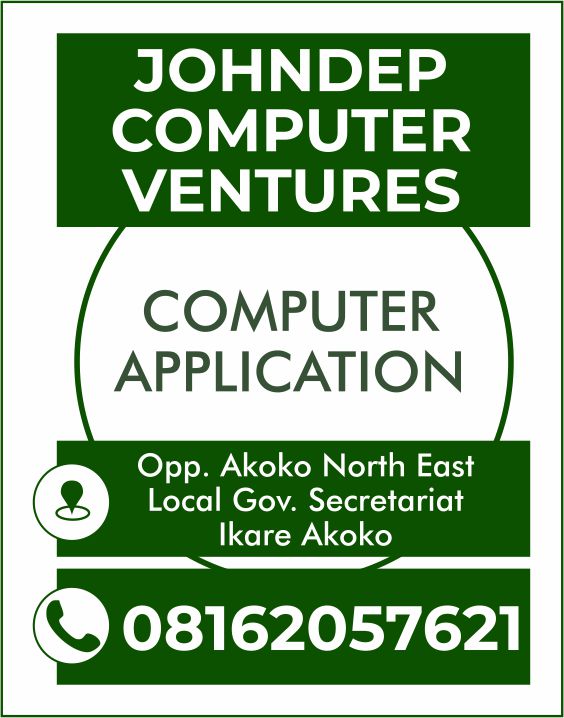 JOHNDEP
COMPUTER
VENTURES
COMPUTER
APPLICATION
Opp. Akoko North East
Local Gov. Secretariat
Ikare Akoko
08162057621